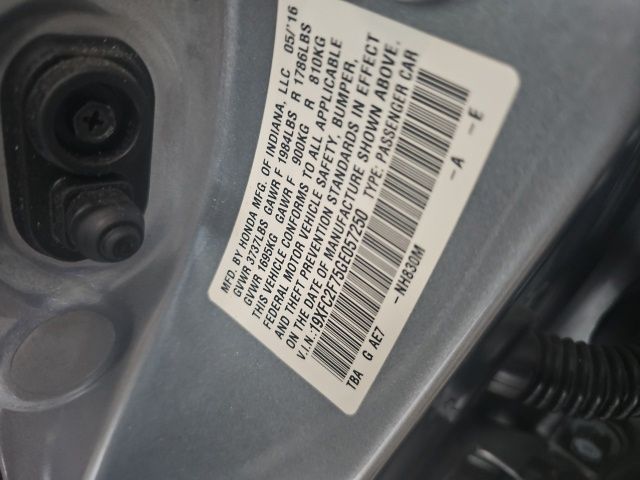 MFD. BY HONDA MFG. OF INDIANA, LLC. 05/'16
GVWR 3737LBS GAWR F 1984LBS R 1786LBS
GVWR 1695KG GAWR F 900KG R 810KG
THIS VEHICLE CONFORMS TO ALL APPLICABLE
FEDERAL MOTOR VEHICLE SAFETY, BUMPER,
AND THEFT PREVENTION STANDARDS IN EFFECT
ON THE DATE OF MANUFACTURE SHOWN ABOVE.
V.I.N.:19XFC2F75GE057250 TYPE: PASSENGER CAR
TBA G AE7 -NH830M -A -E